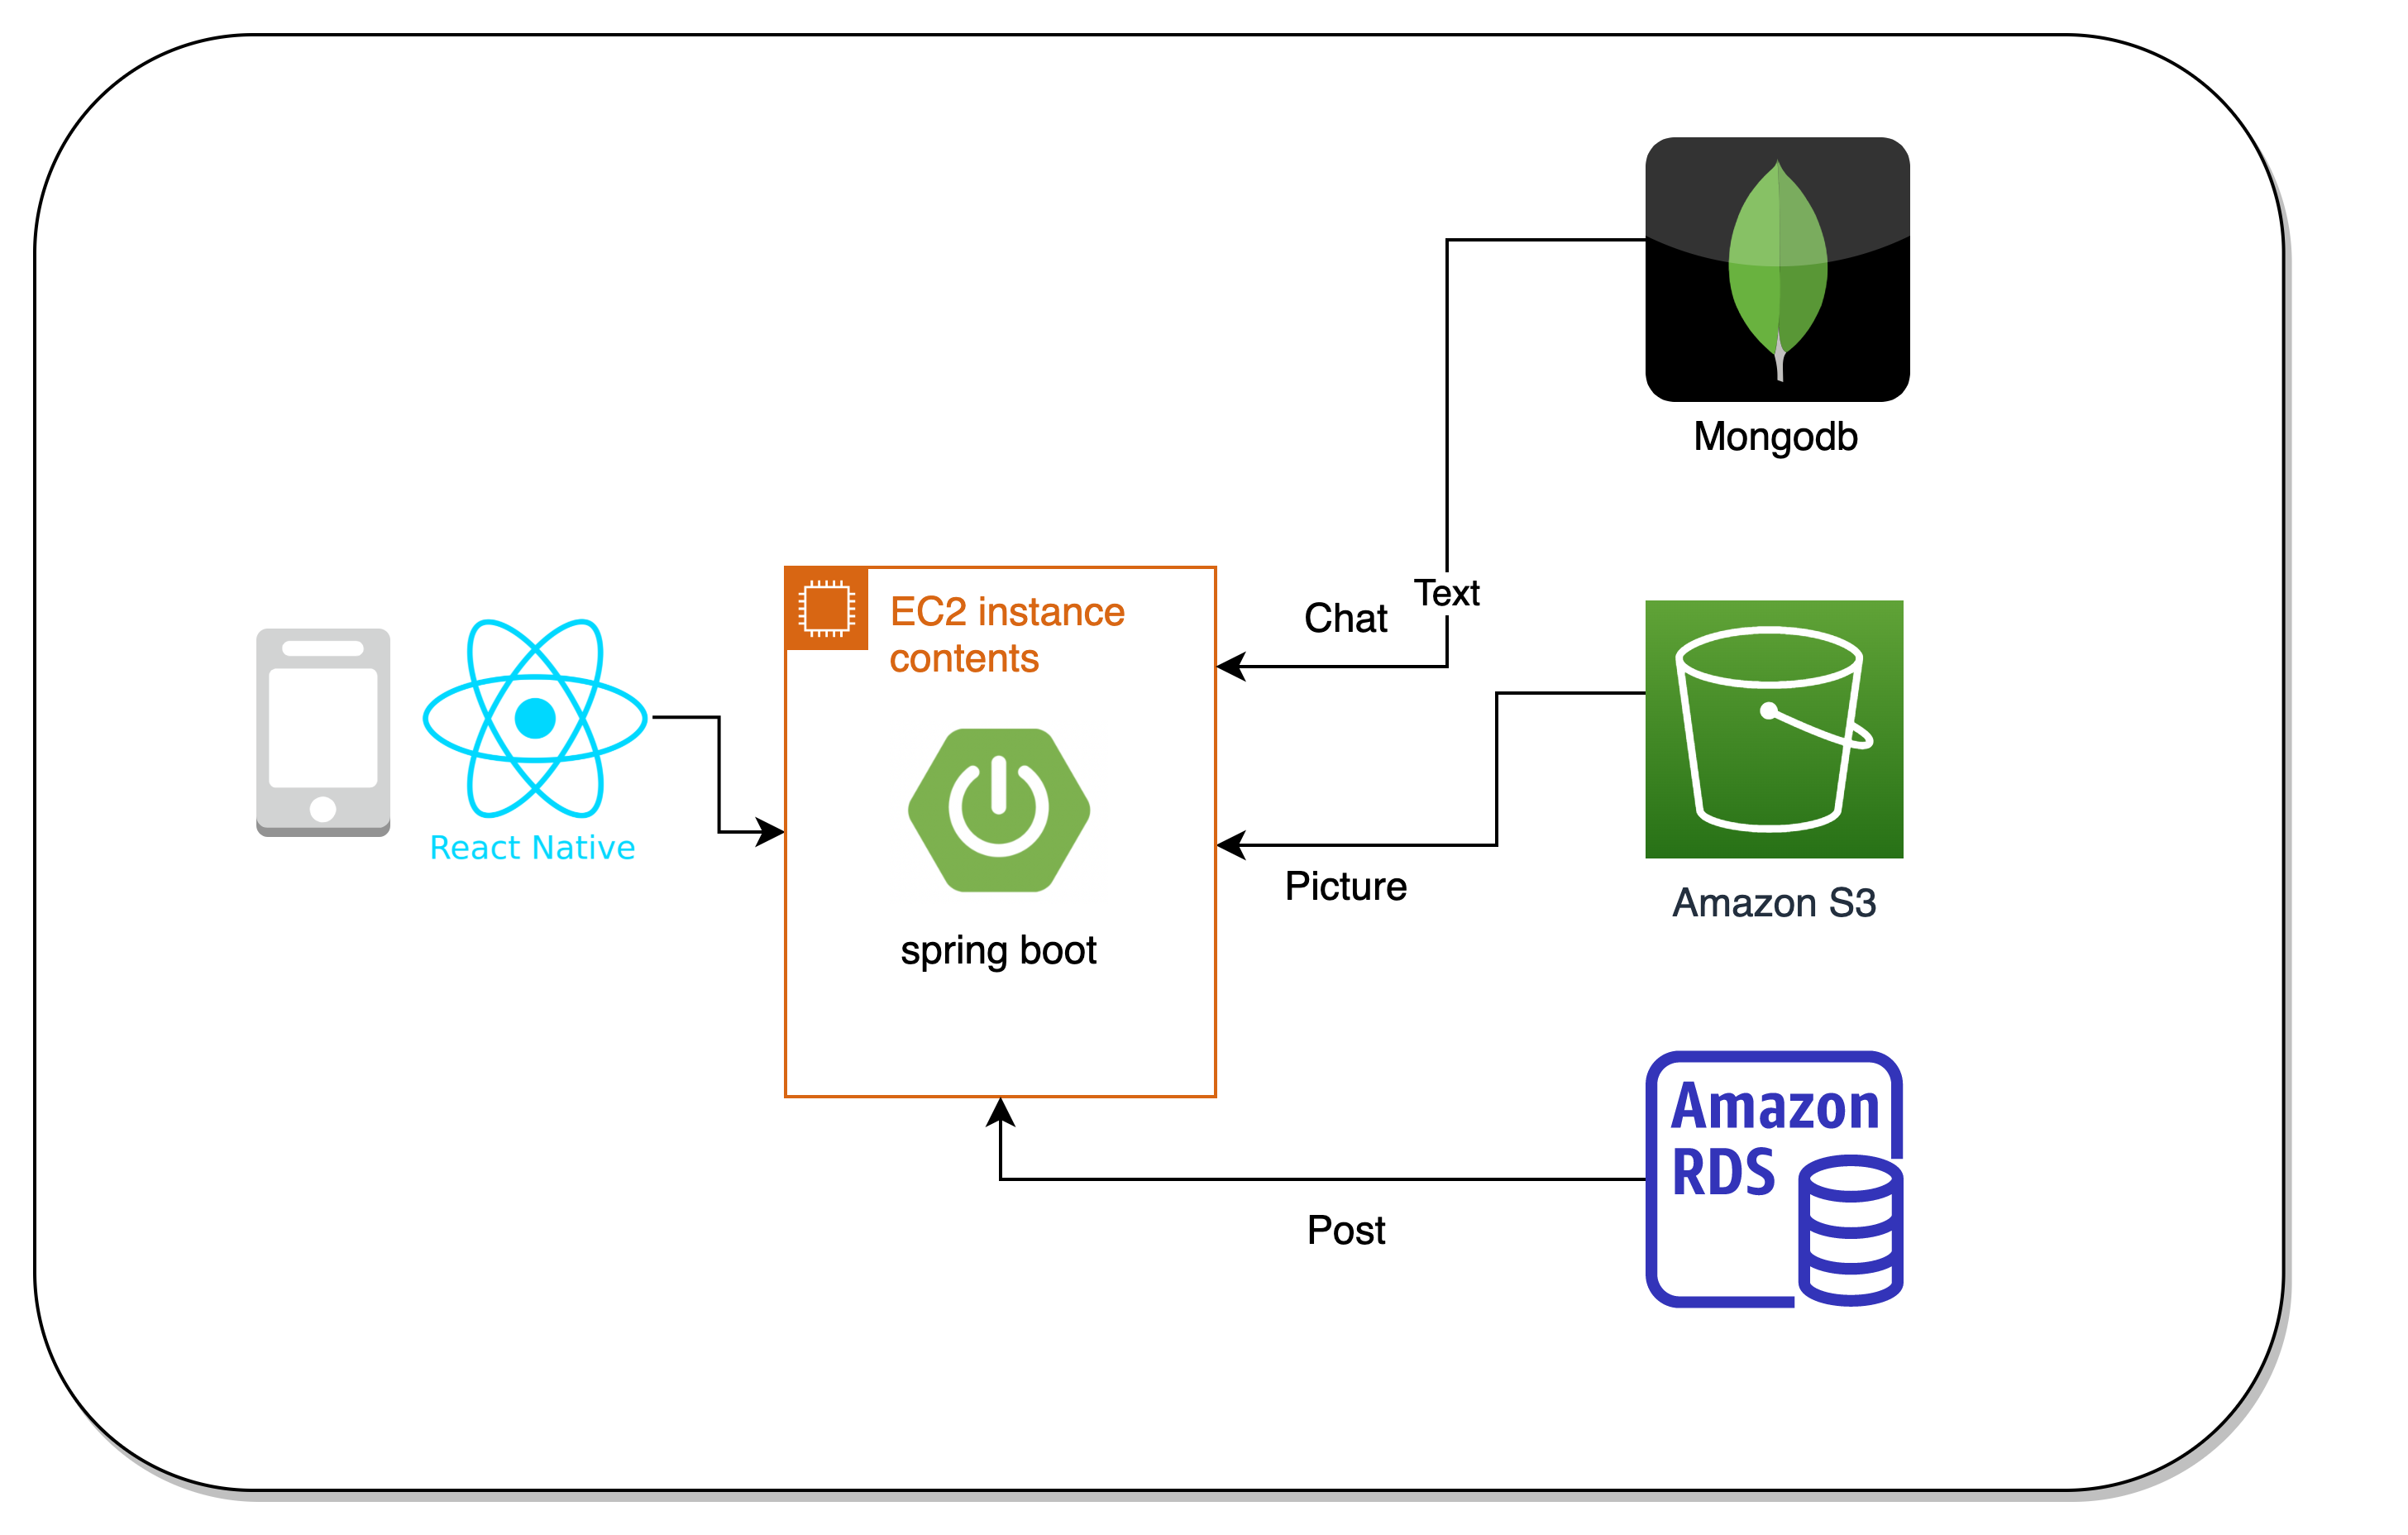 Mongodb
EC2 instance
contents
Chat
Text
React Native
Picture
Amazon S3
spring boot
Amazon
RDS
Post